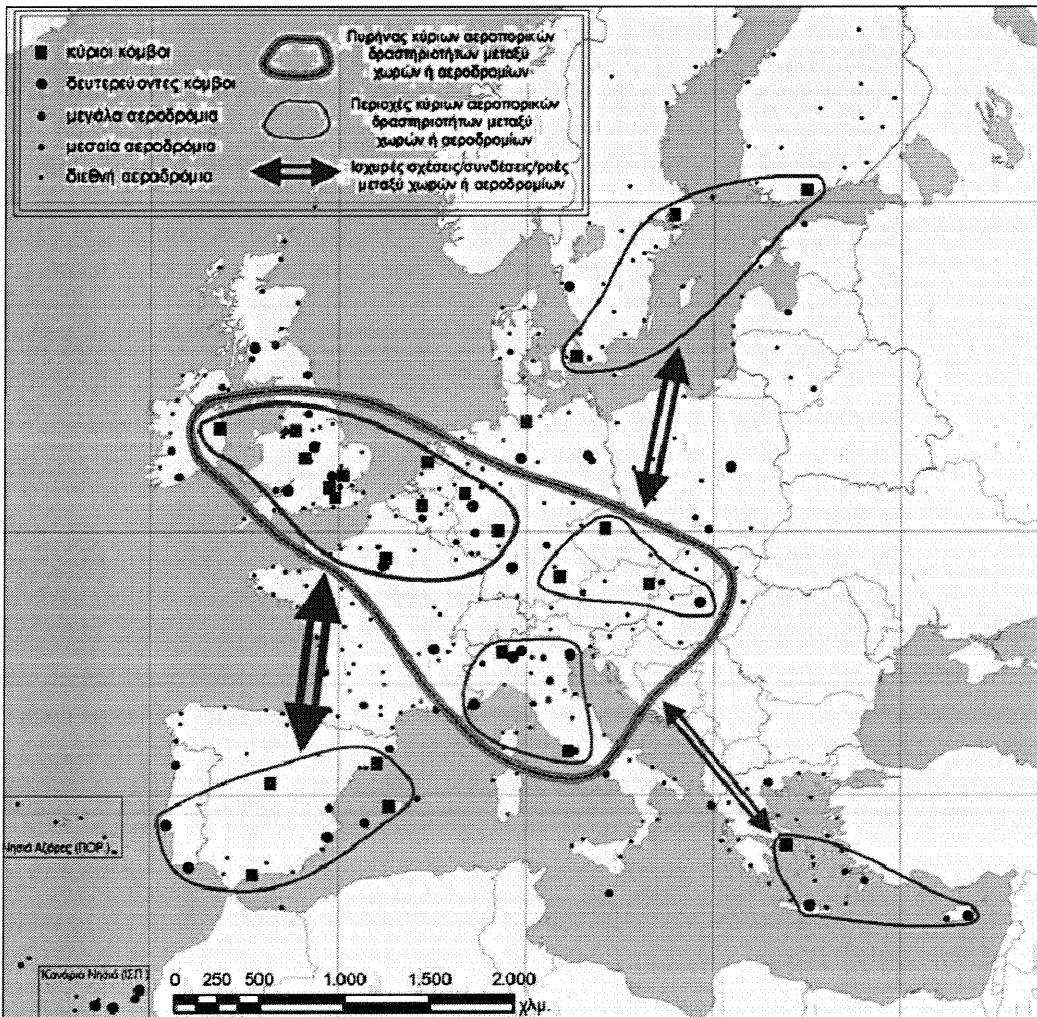 κύριοι κόμβοι
δευτερεύοντες κόμβοι
μεγάλα αεροδρόμια
μεσαία αεροδρόμια
διεθνή αεροδρόμια
Πυρήνας κύριων αεροπορικών
δραστηριοτήτων μεταξύ
χωρών ή αεροδρομίων
Περιοχές κύριων αεροπορικών
δραστηριοτήτων μεταξύ
χωρών ή αεροδρομίων
Ισχυρές σχέσεις/συνδέσεις/ροές
μεταξύ χωρών ή αεροδρομίων
Νησιά Αζόρες (ΠΟΡ.)
Κανάρια Νησιά (ΙΣΠ.)
0 250 500 1.000 1.500 2.000
χλμ.